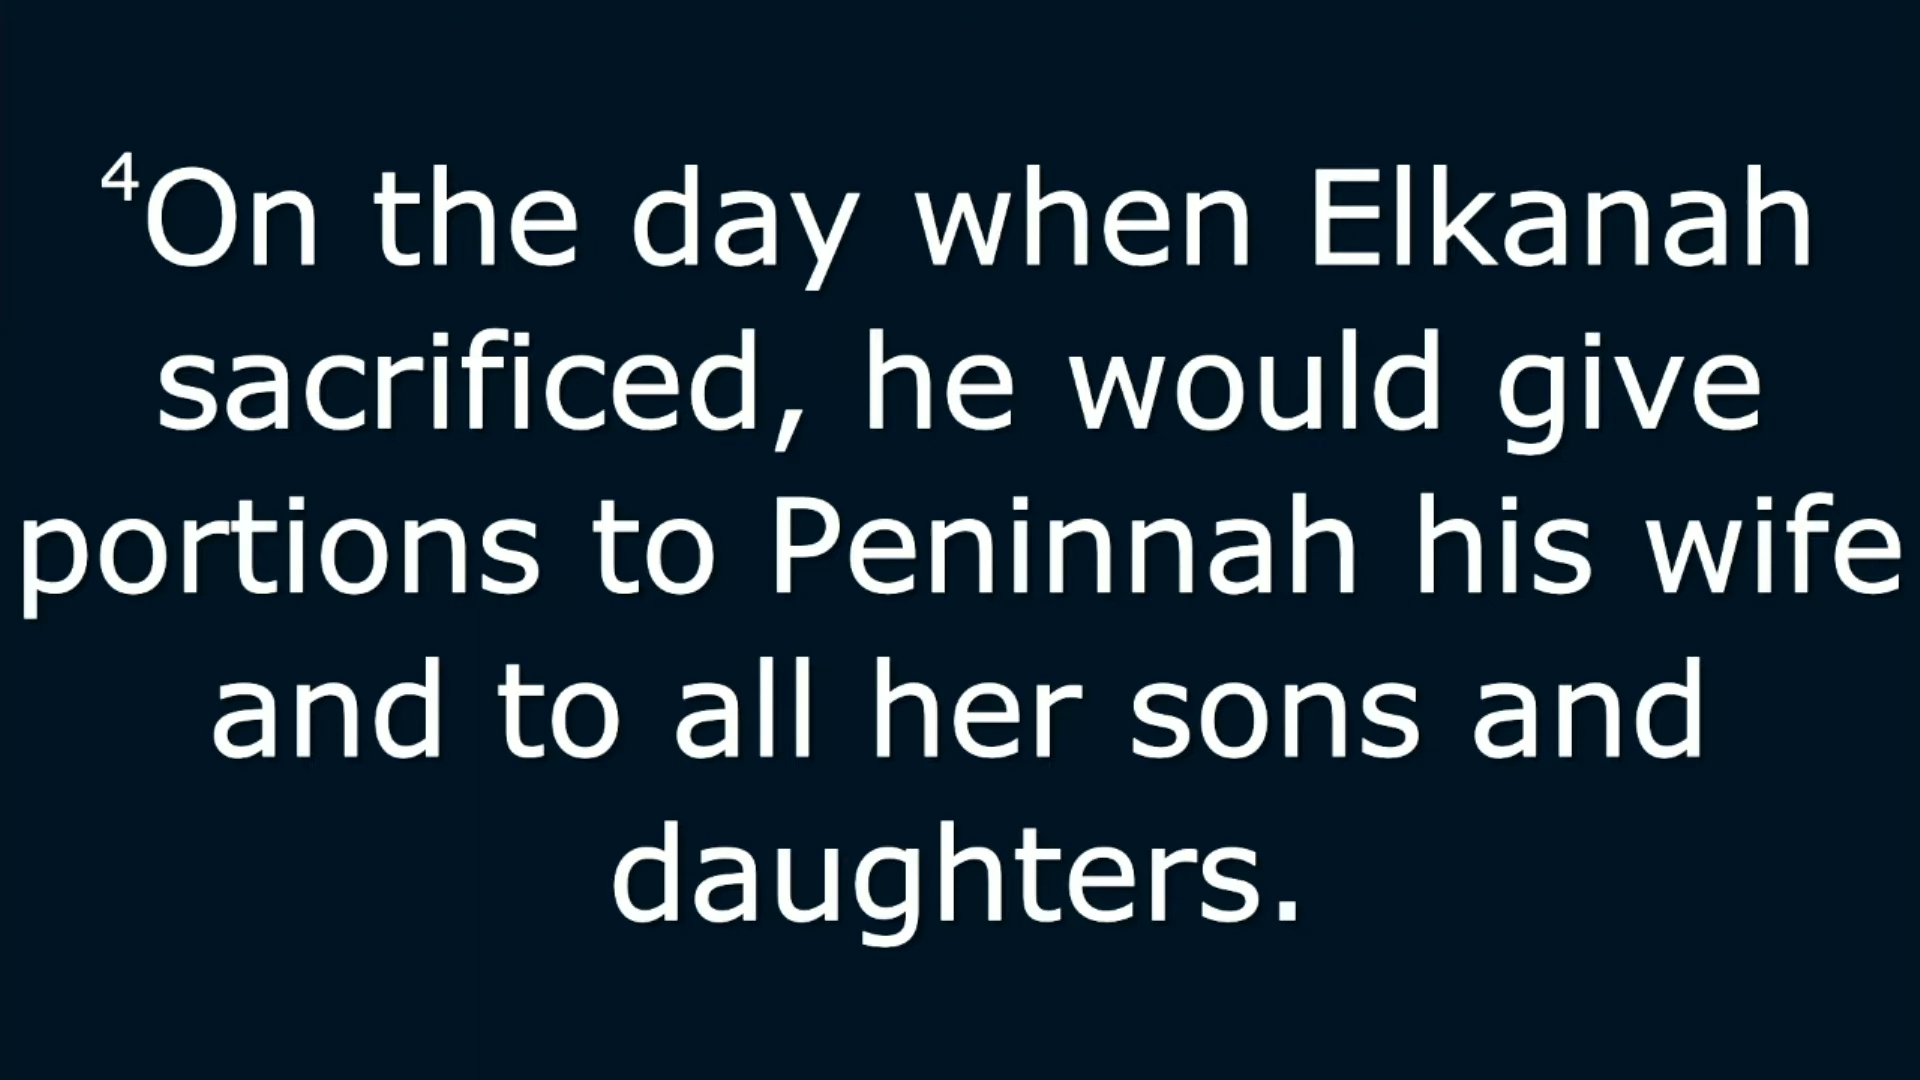 ⁴On the day when Elkanah
sacrificed, he would give
portions to Peninnah his wife
and to all her sons and
daughters.